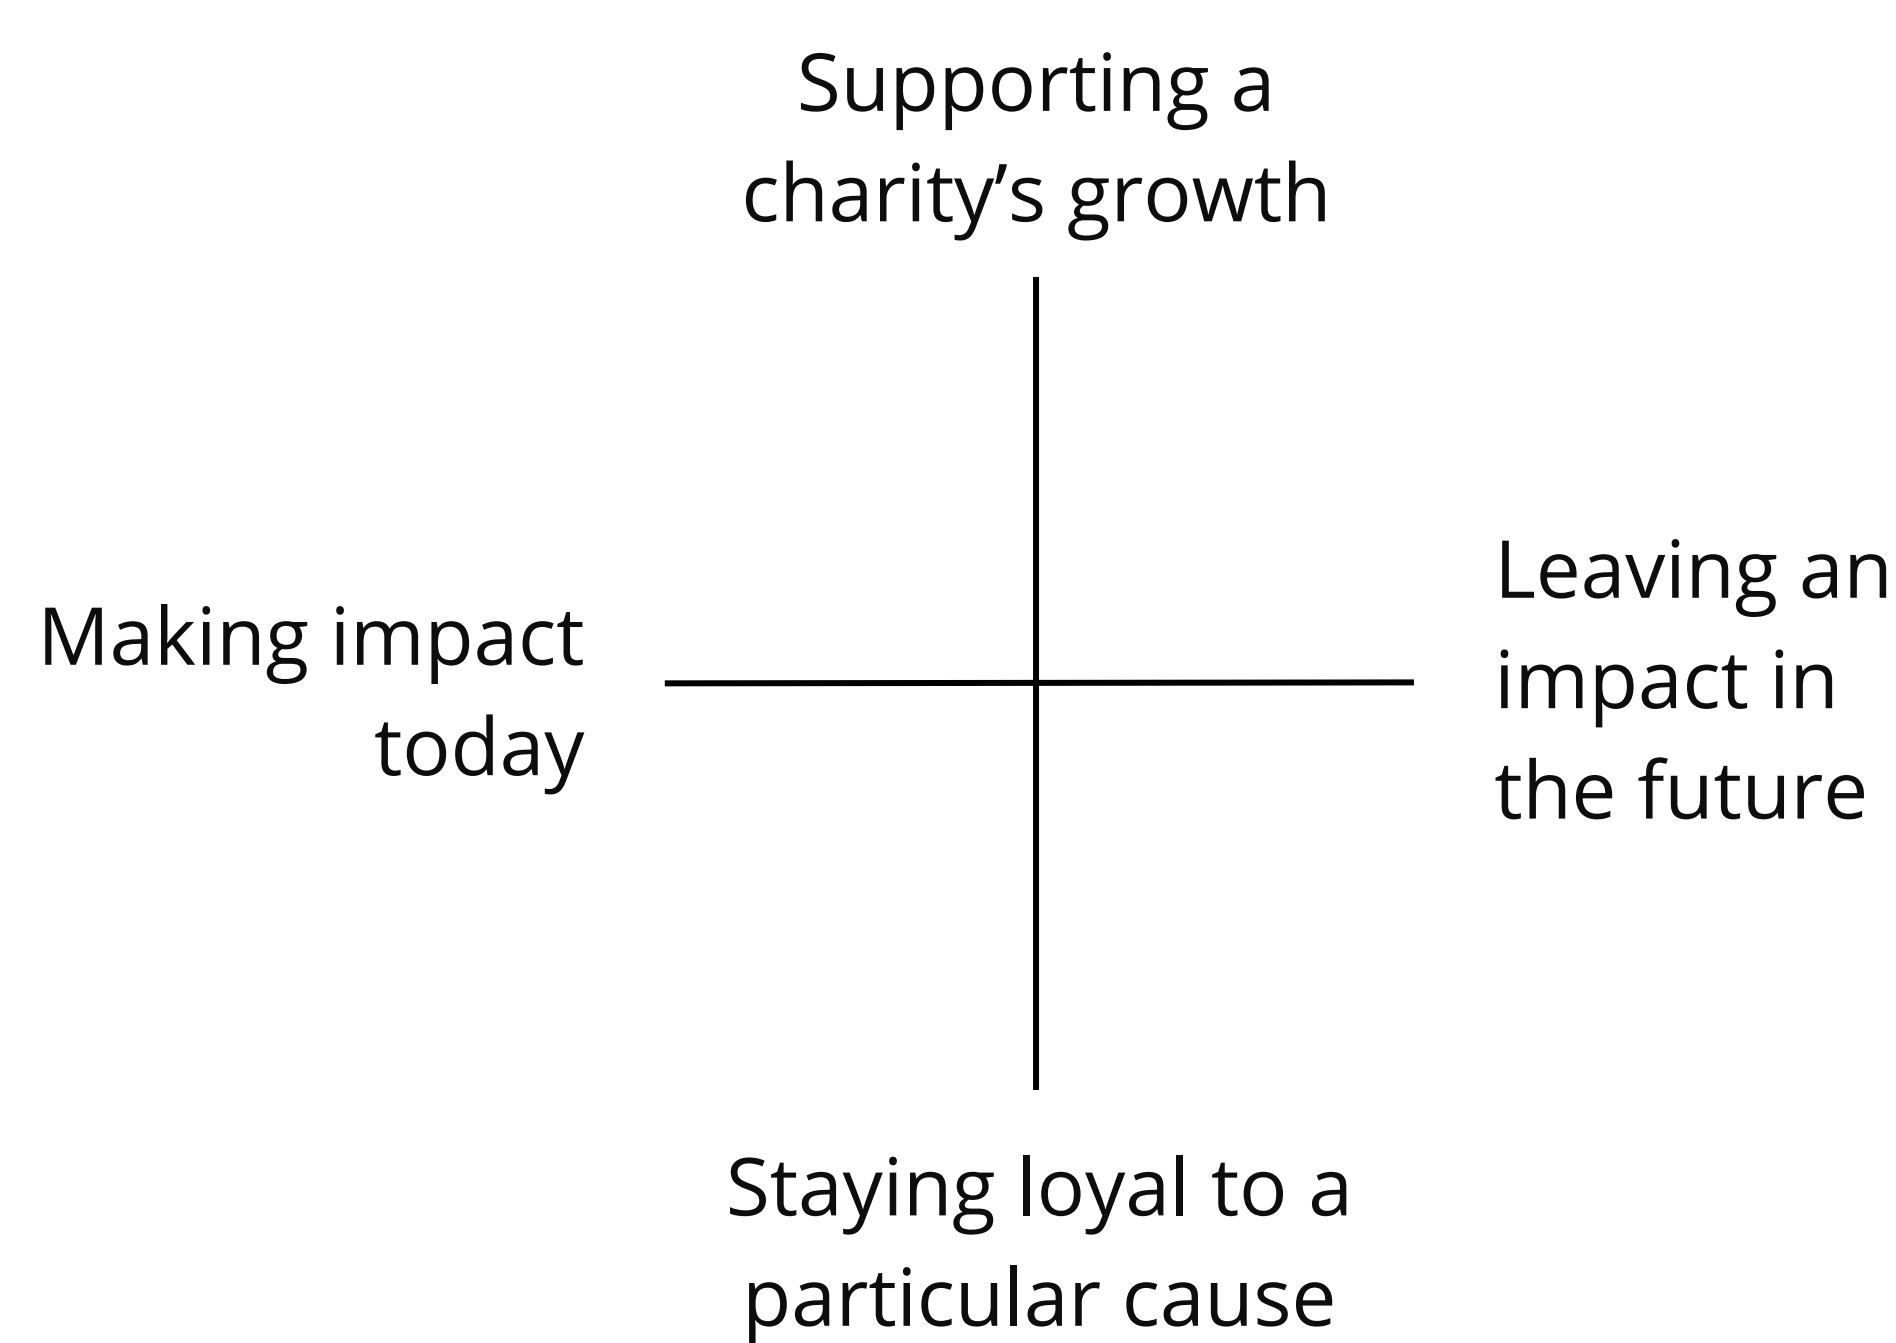 Supporting a
charity’s growth
Making impact
today
Leaving an
impact in
the future
Staying loyal to a
particular cause